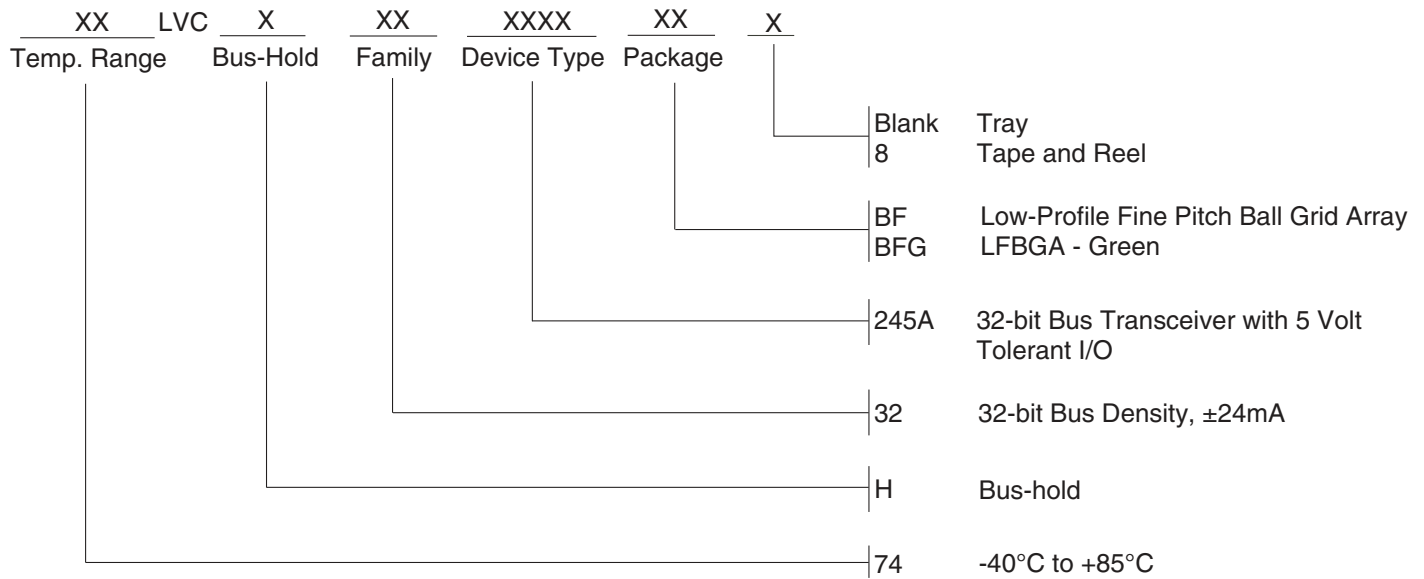 XX LVC X XX XXXX XX X
Temp. Range Bus-Hold Family Device Type Package
Blank Tray
8 Tape and Reel
BF Low-Profile Fine Pitch Ball Grid Array
BFG LFBGA - Green
245A 32-bit Bus Transceiver with 5 Volt
Tolerant I/O
32 32-bit Bus Density, ±24mA
H Bus-hold
74 -40°C to +85°C